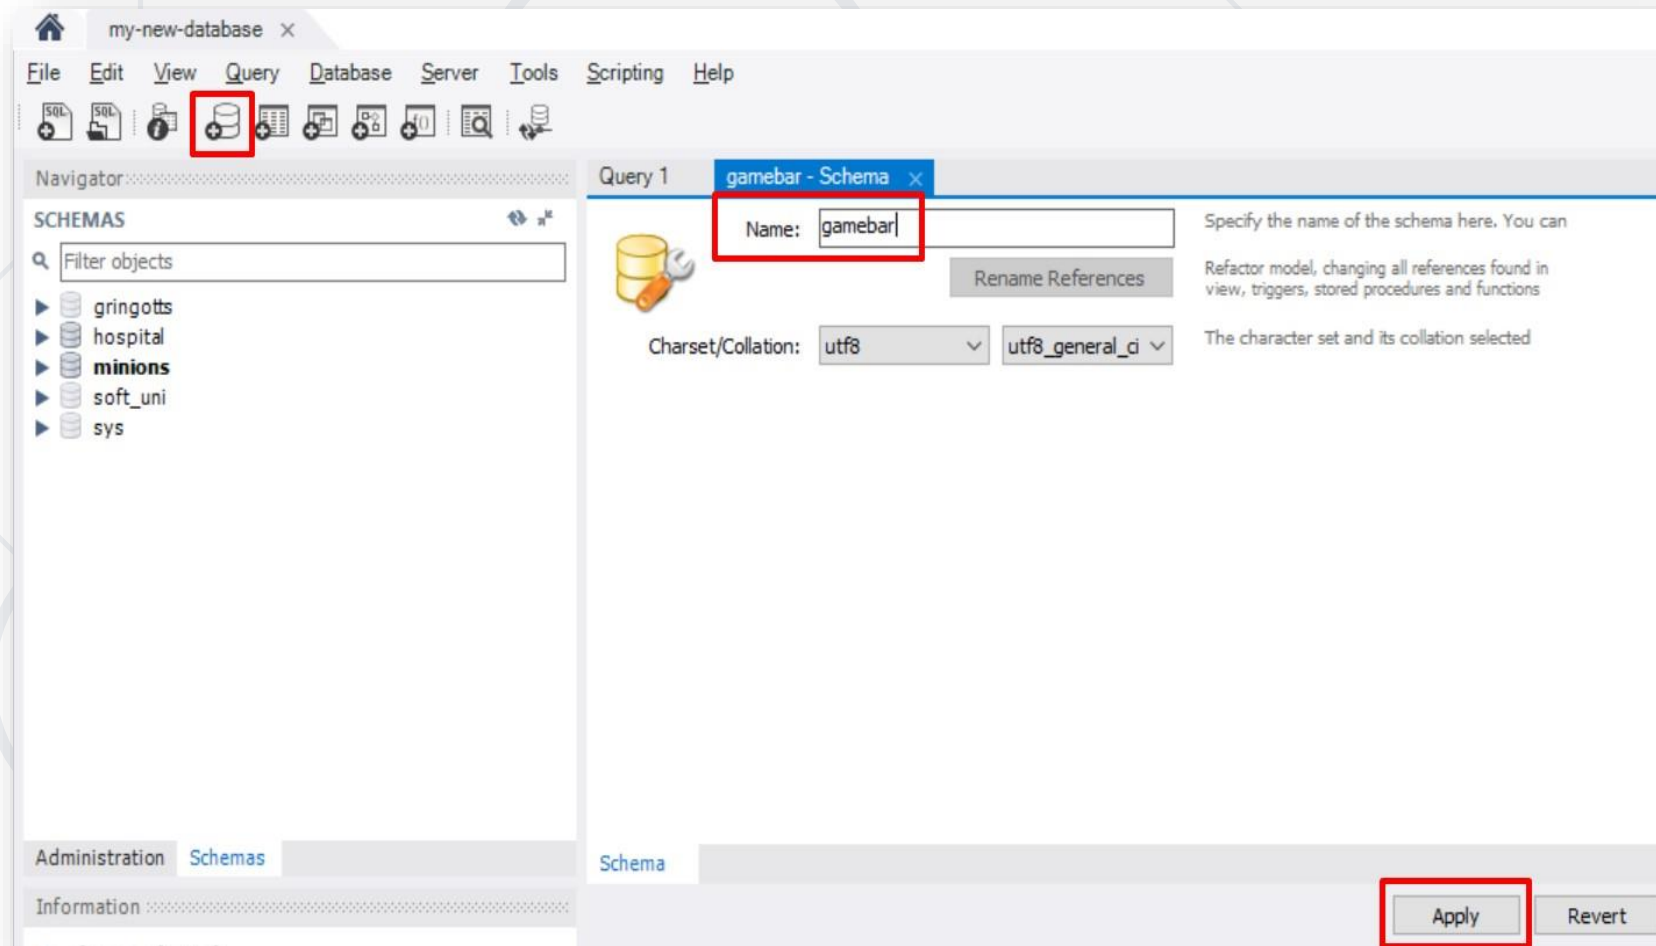 my-new-database
File Edit View Query Database Server Tools Scripting Help
SQL SQL
Navigator
SCHEMAS
Filter objects
gringotts
hospital
minions
soft_uni
sys
Administration Schemas
Information
Query 1 gamebar - Schema
Name: gamebar
Specify the name of the schema here. You can
Rename References
Refactor model, changing all references found in
view, triggers, stored procedures and functions
Charset/Collation: utf8 utf8_general_ci
The character set and its collation selected
Schema
Apply Revert